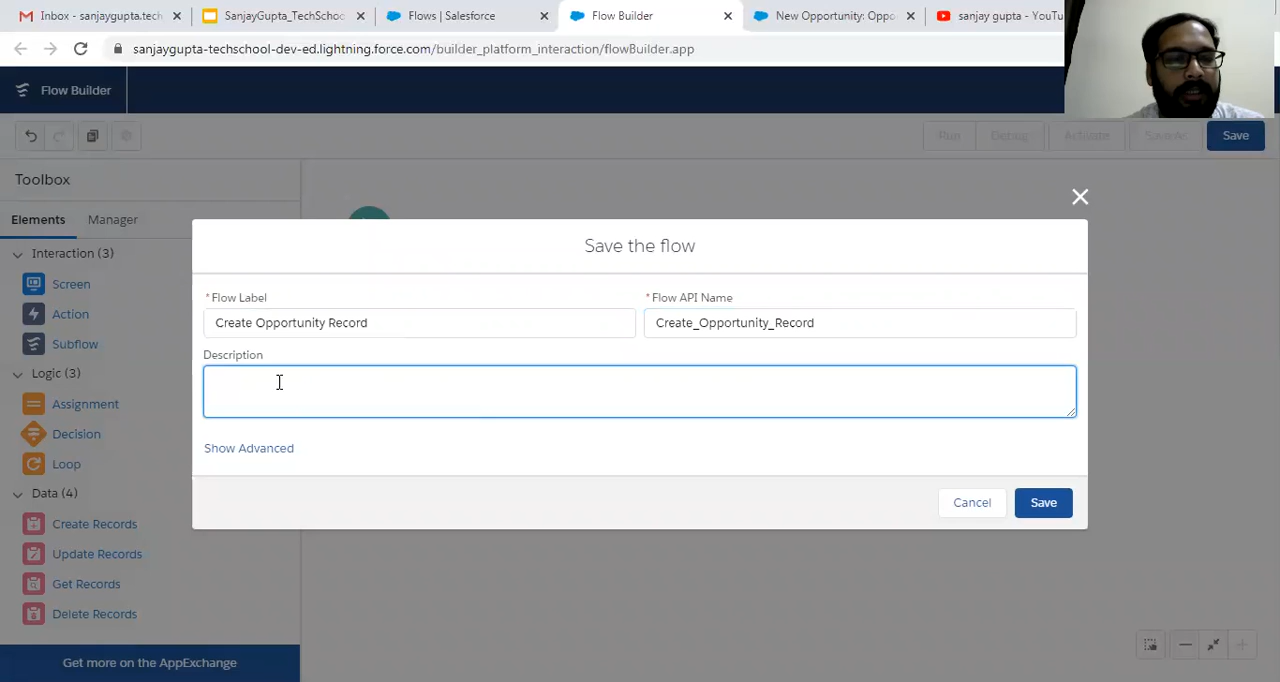 Inbox - sanjaygupta.tech
SanjayGupta_TechSchoo
Flows | Salesforce
Flow Builder
New Opportunity: Oppo
sanjay gupta - YouTu
sanjaygupta-techschool-dev-ed.lightning.force.com/builder_platform_interaction/flowBuilder.app
Flow Builder
Run
Debug
Activate
Save As
Save
Toolbox
Elements
Manager
Interaction (3)
Screen
Action
Subflow
Logic (3)
Assignment
Decision
Loop
Data (4)
Create Records
Update Records
Get Records
Delete Records
Get more on the AppExchange
Save the flow
*Flow Label
Create Opportunity Record
*Flow API Name
Create_Opportunity_Record
Description
Show Advanced
Cancel
Save